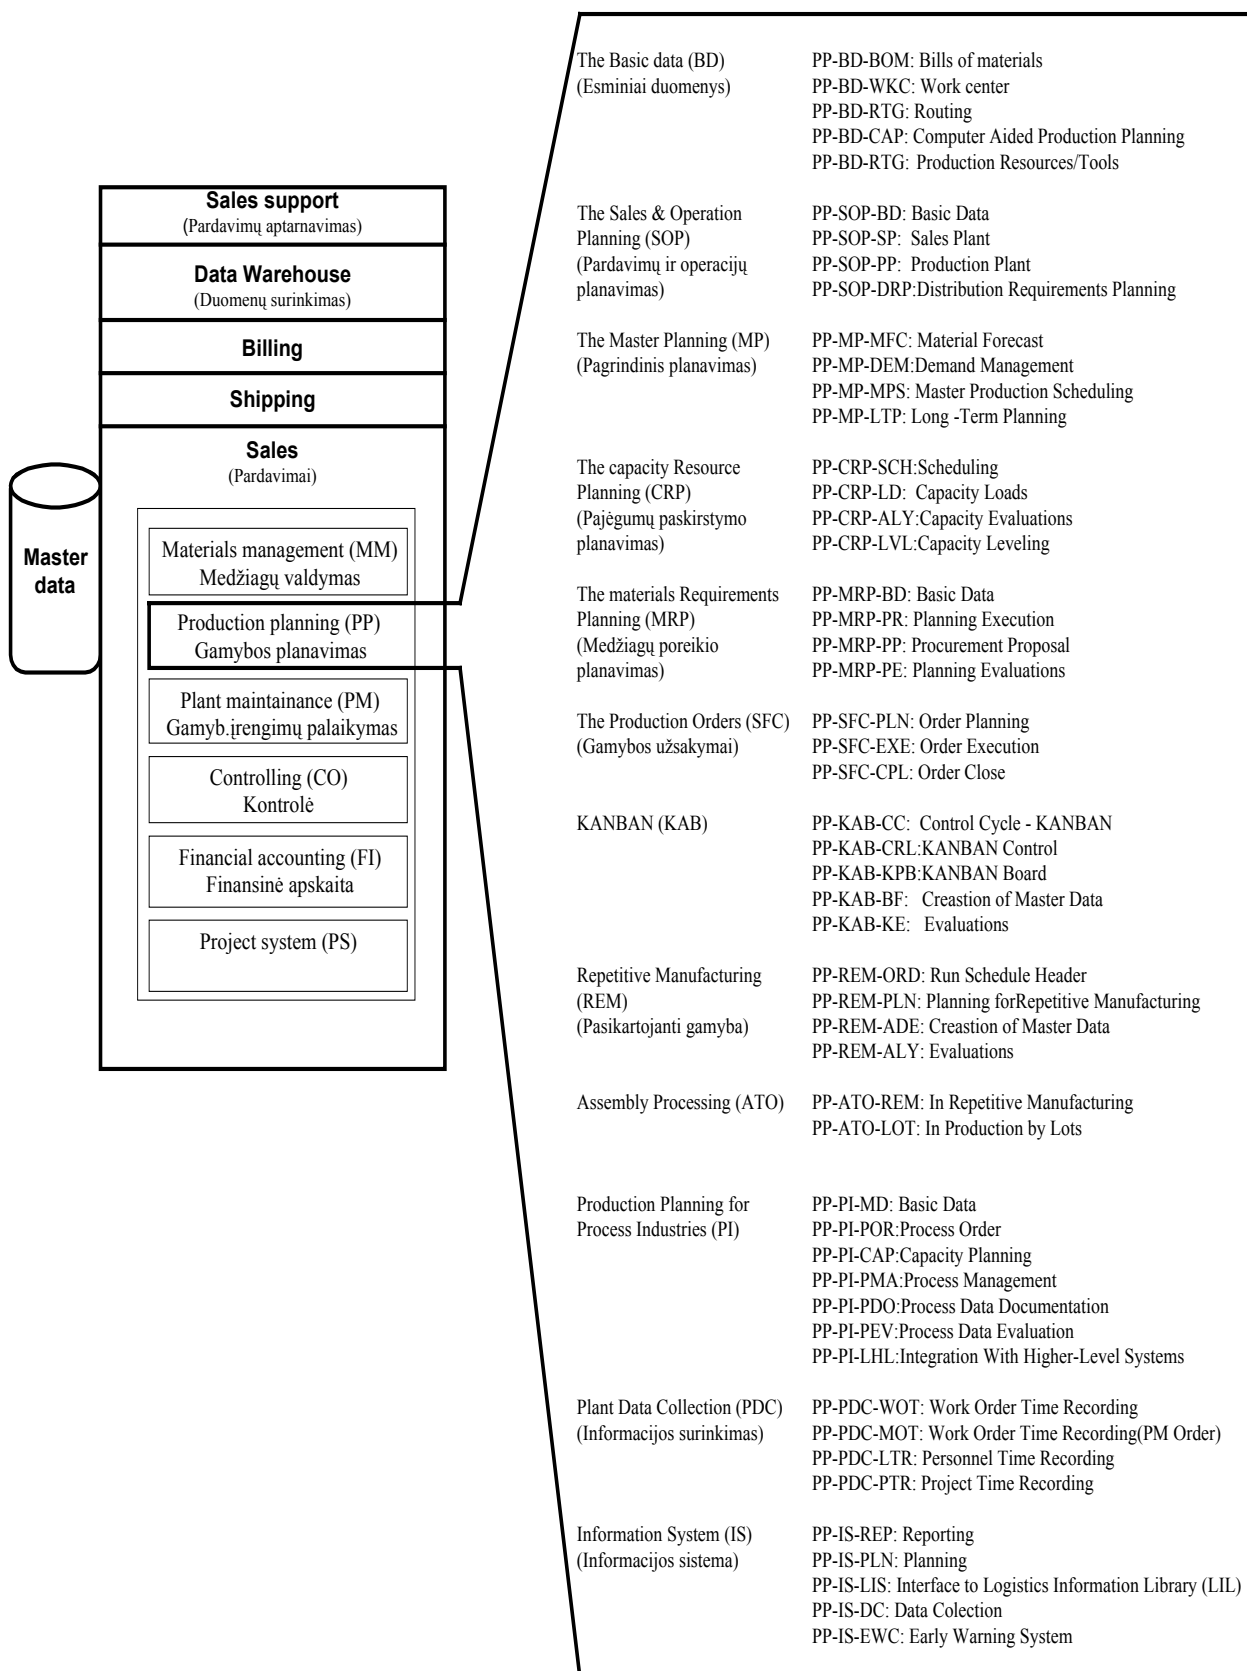 Sales support
(Pardavimų aptarnavimas)
Data Warehouse
(Duomenų surinkimas)
Billing
Shipping
Sales
(Pardavimai)
Master
data
Materials management (MM)
Medžiagų valdymas
Production planning (PP)
Gamybos planavimas
Plant maintainance (PM)
Gamyb.įrengimų palaikymas
Controlling (CO)
Kontrolė
Financial accounting (FI)
Finansinė apskaita
Project system (PS)
The Basic data (BD)
(Esminiai duomenys)
PP-BD-BOM: Bills of materials
PP-BD-WKC: Work center
PP-BD-RTG: Routing
PP-BD-CAP: Computer Aided Production Planning
PP-BD-RTG: Production Resources/Tools
The Sales & Operation
Planning (SOP)
(Pardavimų ir operacijų
planavimas)
PP-SOP-BD: Basic Data
PP-SOP-SP: Sales Plant
PP-SOP-PP: Production Plant
PP-SOP-DRP:Distribution Requirements Planning
The Master Planning (MP)
(Pagrindinis planavimas)
PP-MP-MFC: Material Forecast
PP-MP-DEM:Demand Management
PP-MP-MPS: Master Production Scheduling
PP-MP-LTP: Long -Term Planning
The capacity Resource
Planning (CRP)
(Pajėgumų paskirstymo
planavimas)
PP-CRP-SCH:Scheduling
PP-CRP-LD: Capacity Loads
PP-CRP-ALY:Capacity Evaluations
PP-CRP-LVL:Capacity Leveling
The materials Requirements
Planning (MRP)
(Medžiagų poreikio
planavimas)
PP-MRP-BD: Basic Data
PP-MRP-PR: Planning Execution
PP-MRP-PP: Procurement Proposal
PP-MRP-PE: Planning Evaluations
The Production Orders (SFC)
(Gamybos užsakymai)
PP-SFC-PLN: Order Planning
PP-SFC-EXE: Order Execution
PP-SFC-CPL: Order Close
KANBAN (KAB)
PP-KAB-CC: Control Cycle - KANBAN
PP-KAB-CRL:KANBAN Control
PP-KAB-KPB:KANBAN Board
PP-KAB-BF: Creastion of Master Data
PP-KAB-KE: Evaluations
Repetitive Manufacturing
(REM)
(Pasikartojanti gamyba)
PP-REM-ORD: Run Schedule Header
PP-REM-PLN: Planning forRepetitive Manufacturing
PP-REM-ADE: Creastion of Master Data
PP-REM-ALY: Evaluations
Assembly Processing (ATO)
PP-ATO-REM: In Repetitive Manufacturing
PP-ATO-LOT: In Production by Lots
Production Planning for
Process Industries (PI)
PP-PI-MD: Basic Data
PP-PI-POR:Process Order
PP-PI-CAP:Capacity Planning
PP-PI-PMA:Process Management
PP-PI-PDO:Process Data Documentation
PP-PI-PEV:Process Data Evaluation
PP-PI-LHL:Integration With Higher-Level Systems
Plant Data Collection (PDC)
(Informacijos surinkimas)
PP-PDC-WOT: Work Order Time Recording
PP-PDC-MOT: Work Order Time Recording(PM Order)
PP-PDC-LTR: Personnel Time Recording
PP-PDC-PTR: Project Time Recording
Information System (IS)
(Informacijos sistema)
PP-IS-REP: Reporting
PP-IS-PLN: Planning
PP-IS-LIS: Interface to Logistics Information Library (LIL)
PP-IS-DC: Data Colection
PP-IS-EWC: Early Warning System